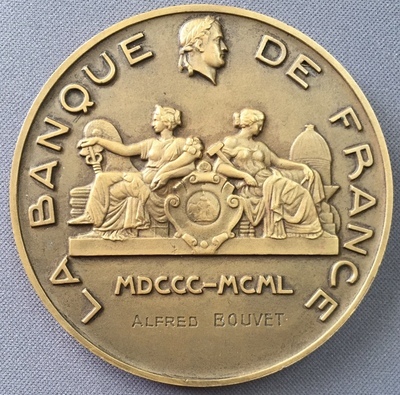 LA BANQUE DE FRANCE
MDCCC-MCML
ALFRED BOUVET